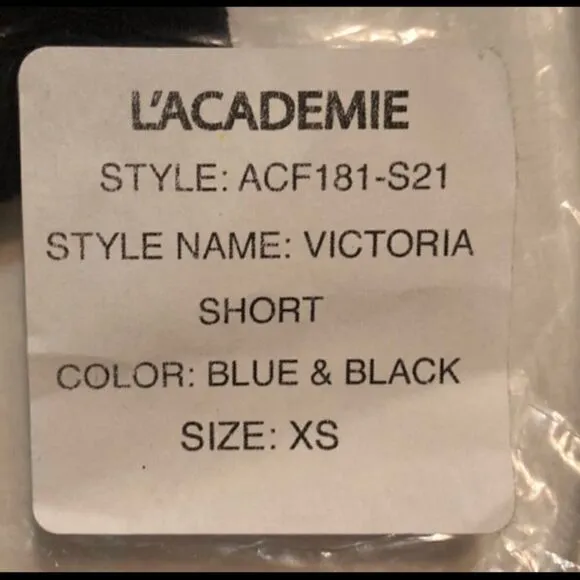 L'ACADEMIE
STYLE: ACF181-S21
STYLE NAME: VICTORIA
SHORT
COLOR: BLUE & BLACK
SIZE: XS